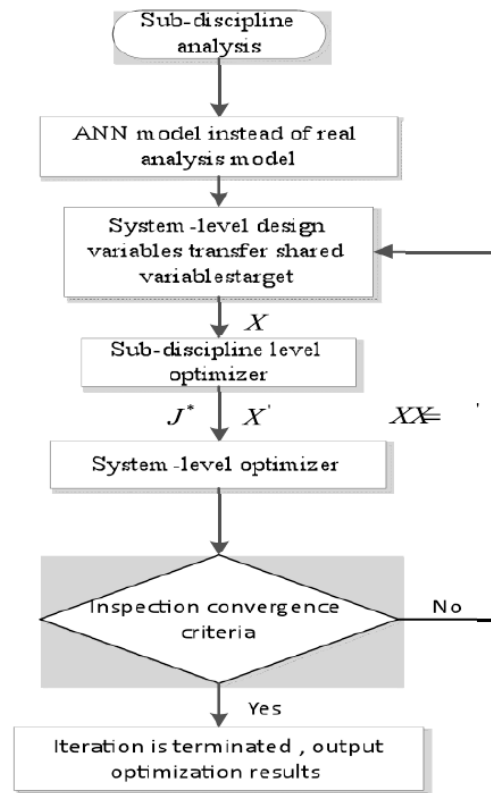 Sub-discipline
analysis
ANN model instead of real
analysis model
System -level design
variables transfer shared
variablestarget
X
Sub-discipline level
optimizer
J* X'
XX= '
System -level optimizer
Inspection convergence
criteria
No
Yes
Iteration is terminated , output
optimization results